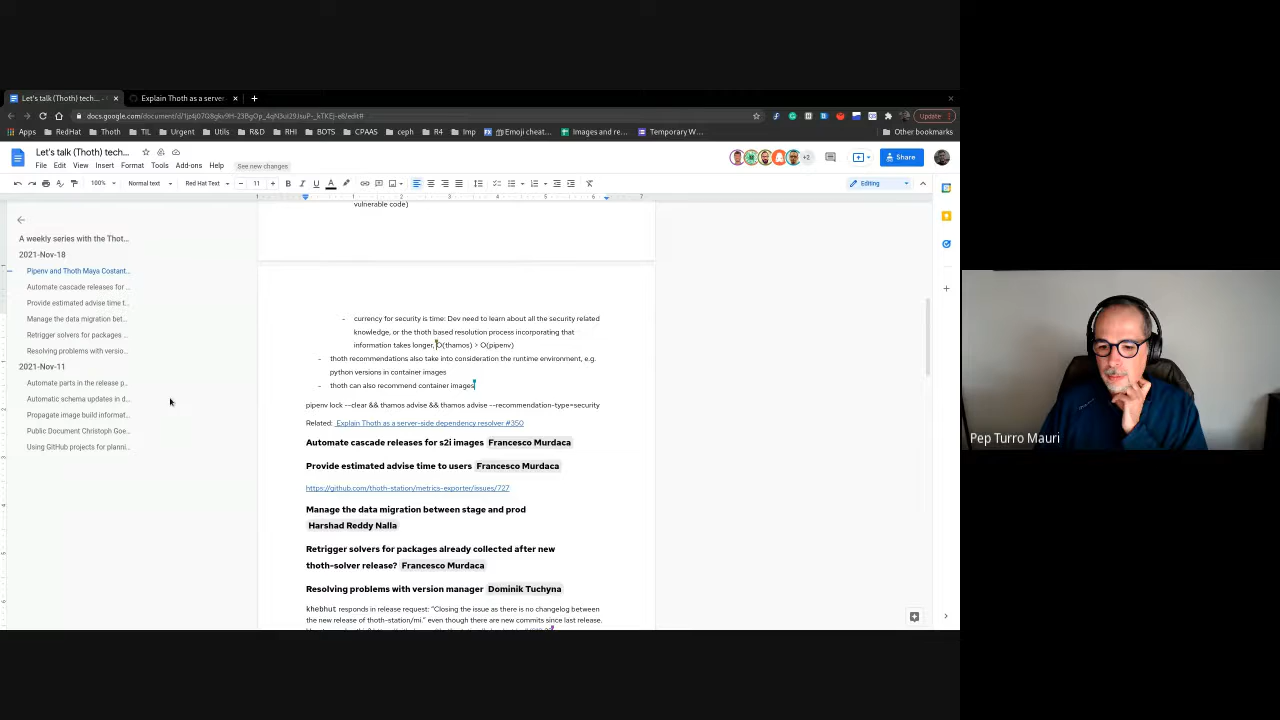 Let's talk (Thoth) tech... -
Explain Thoth as a server
Apps
RedHat
Thoth
TIL
Urgent
Utils
R&D
RHI
BOTS
CPAAS
ceph
R4
Imp
Emoji cheat...
Images and re...
Temporary W...
Other bookmarks
Update
Let's talk (Thoth) tech...
File Edit View Insert Format Tools Add-ons Help
See new changes
+2
Share
100%
Normal text
Red Hat Text
11
B I U A
Editing
1 1 2 3 4 5 6 7
A weekly series with the Thot...
2021-Nov-18
Pipenv and Thoth Maya Costant...
Automate cascade releases for ...
Provide estimated advise time t...
Manage the data migration bet...
Retrigger solvers for packages ...
Resolving problems with versio...
2021-Nov-11
Automate parts in the release p...
Automatic schema updates in d...
Propagate image build informat...
Public Document Christoph Goe...
Using GitHub projects for planni...
vulnerable code)
- currency for security is time: Dev need to learn about all the security related
knowledge, or the thoth based resolution process incorporating that
information takes longer, O(thamos) > O(pipenv)
- thoth recommendations also take into consideration the runtime environment, e.g.
python versions in container images
- thoth can also recommend container images
pipenv lock --clear && thamos advise && thamos advise --recommendation-type=security
Related: Explain Thoth as a server-side dependency resolver #350
Automate cascade releases for s2i images Francesco Murdaca
Provide estimated advise time to users Francesco Murdaca
https://github.com/thoth-station/metrics-exporter/issues/727
Manage the data migration between stage and prod
Harshad Reddy Nalla
Retrigger solvers for packages already collected after new
thoth-solver release? Francesco Murdaca
Resolving problems with version manager Dominik Tuchyna
khebhut responds in release request: "Closing the issue as there is no changelog between
the new release of thoth-station/mi." even though there are new commits since last release.
Pep Turro Mauri